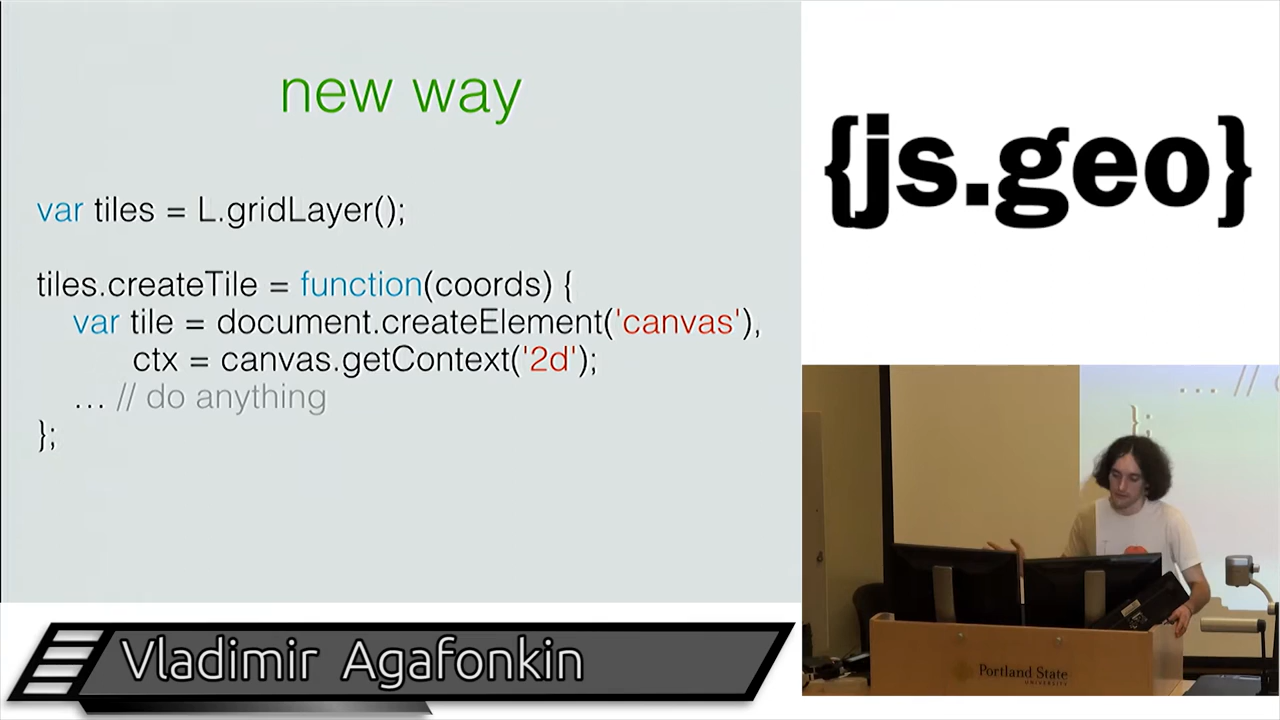 new way
var tiles = L.gridLayer();
tiles.createTile = function(coords) {
var tile = document.createElement('canvas'),
ctx = canvas.getContext('2d');
... // do anything
};
{js.geo}
... //
};
Portland State
UNIVERSITY
Vladimir Agafonkin